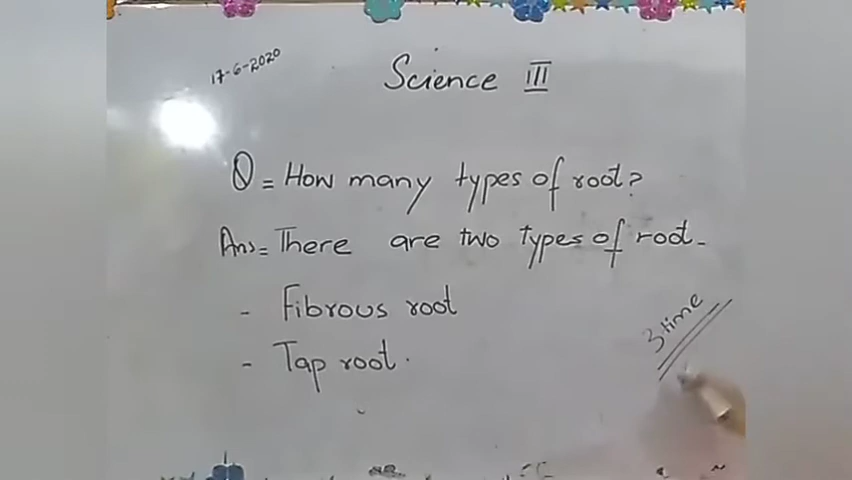 17-6-2020
Science III
Q = How many types of root?
Ans = There are two types of root.
- Fibrous root
- Tap root.
3 time